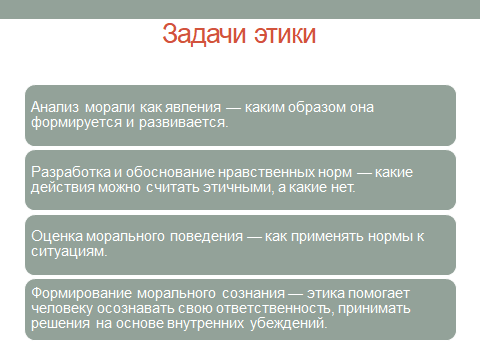 Задачи этики
Анализ морали как явления — каким образом она
формируется и развивается.
Разработка и обоснование нравственных норм — какие
действия можно считать этичными, а какие нет.
Оценка морального поведения — как применять нормы к
ситуациям.
Формирование морального сознания — этика помогает
человеку осознавать свою ответственность, принимать
решения на основе внутренних убеждений.